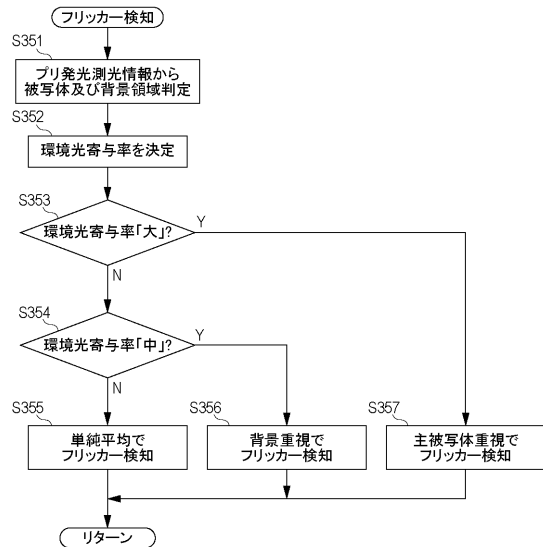 フリッカー検知
S351
プリ発光測光情報から
被写体及び背景領域判定
S352
環境光寄与率を決定
S353
環境光寄与率「大」?
Y
N
S354
環境光寄与率「中」?
Y
N
S355
単純平均で
フリッカー検知
S356
背景重視で
フリッカー検知
S357
主被写体重視で
フリッカー検知
リターン